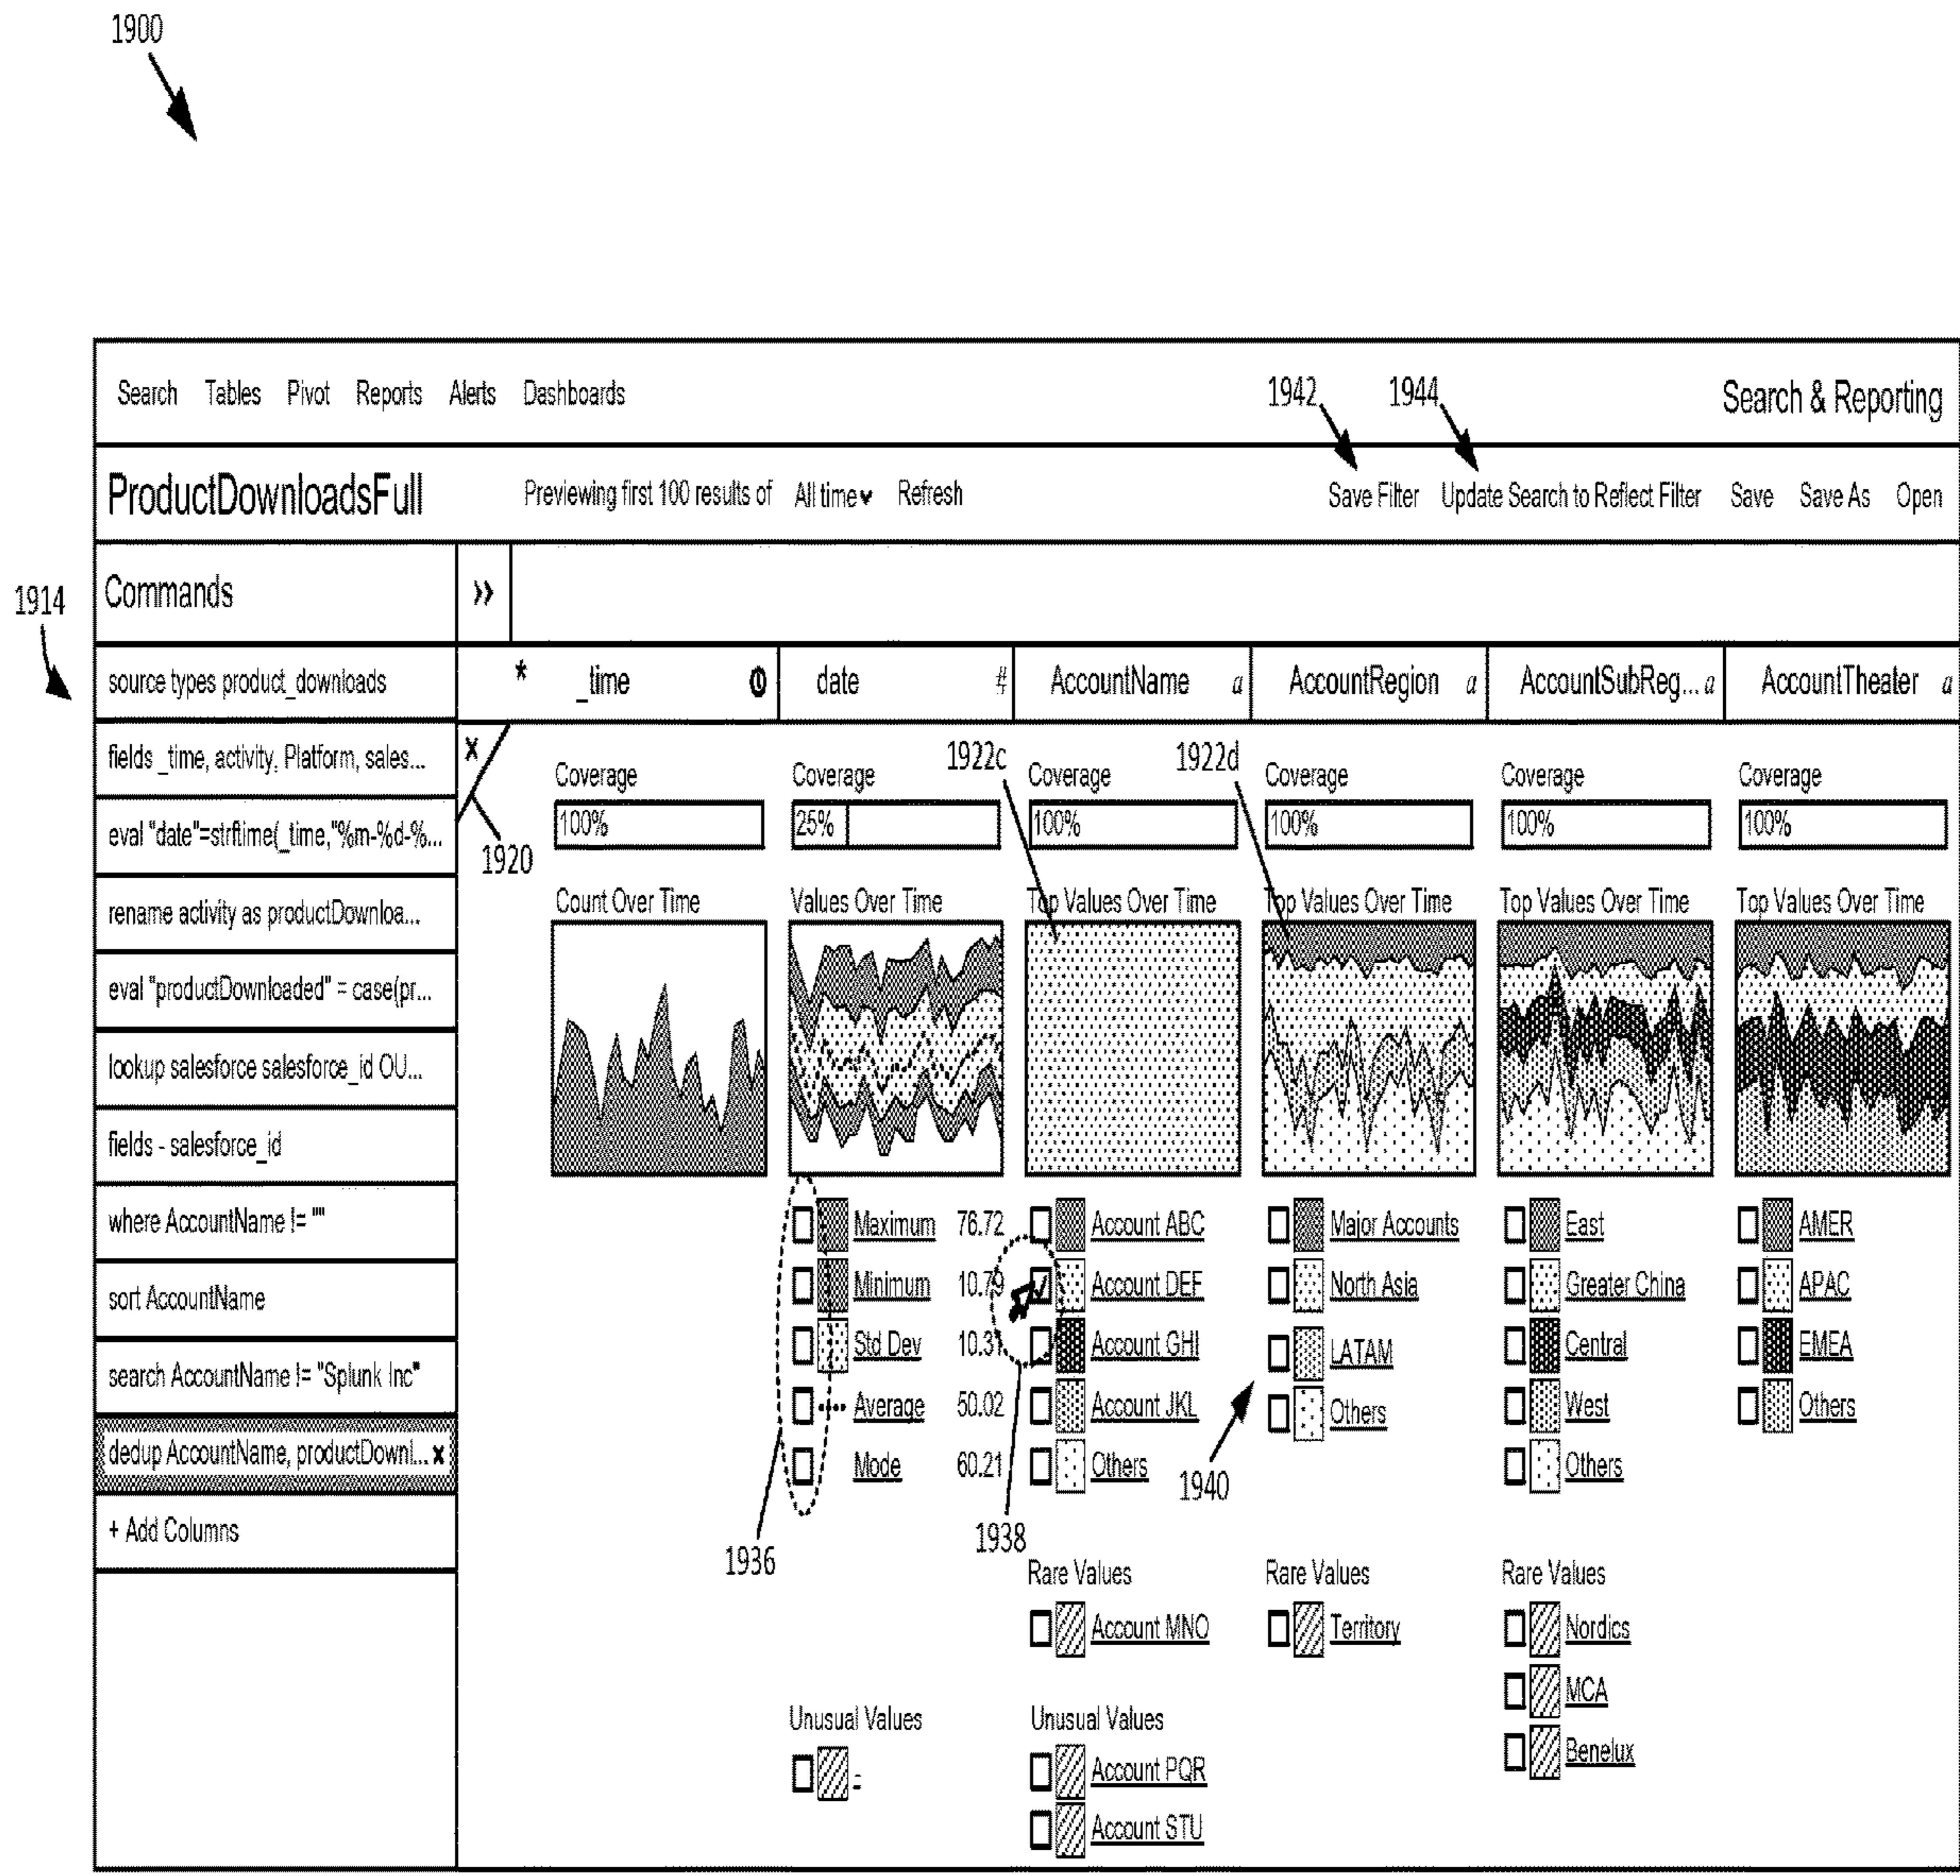 1900
Search Tables Pivot Reports Alerts Dashboards 1942 1944 Search & Reporting
ProductDownloadsFull Previewing first 100 results of All time Refresh Save Filter Update Search to Reflect Filter Save Save As Open
1914 Commands »
source types product_downloads * _time date # AccountName a AccountRegion a AccountSubReg... a AccountTheater a
fields _time, activity, Platform, sales... x
1922c 1922d
Coverage Coverage Coverage Coverage Coverage Coverage
eval "date"=strftime(_time,"%m-%d-%... 100% 25% 100% 100% 100% 100%
1920
rename activity as productDownloa... Count Over Time Values Over Time Top Values Over Time Top Values Over Time Top Values Over Time Top Values Over Time
eval "productDownloaded" = case(pr...
lookup salesforce salesforce_id OU...
fields - salesforce_id
where AccountName != "" Maximum 76.72 Account ABC Major Accounts East AMER
sort AccountName Minimum 10.79 Account DEF North Asia Greater China APAC
search AccountName != "Splunk Inc" Std Dev 10.31 Account GHI LATAM Central EMEA
Average 50.02 Account JKL Others West Others
dedup AccountName, productDownl... x Mode 60.21 Others Others
1940
+ Add Columns
1936 1938
Rare Values Rare Values Rare Values
Account MNO Territory Nordics
MCA
Unusual Values Unusual Values
- Account PQR Benelux
Account STU